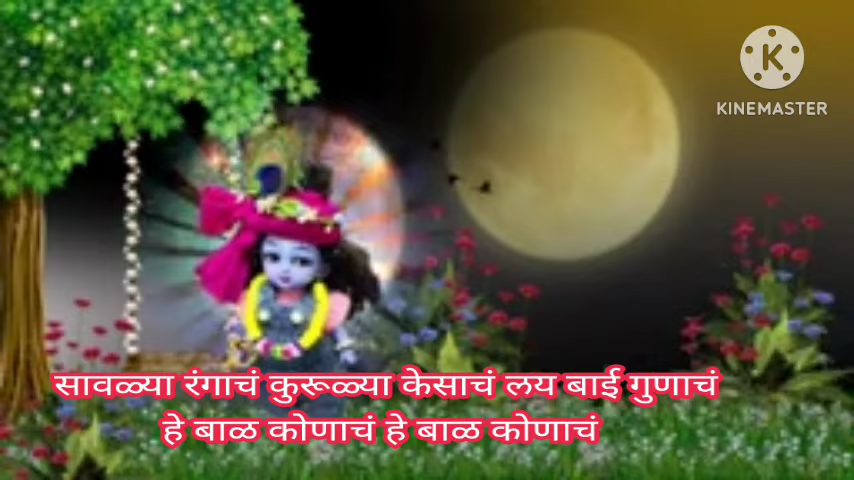 KINEMASTER
सावळ्या रंगाचं कुरूळ्या केसाचं लय बाई गुणाचं
हे बाळ कोणाचं हे बाळ कोणाचं